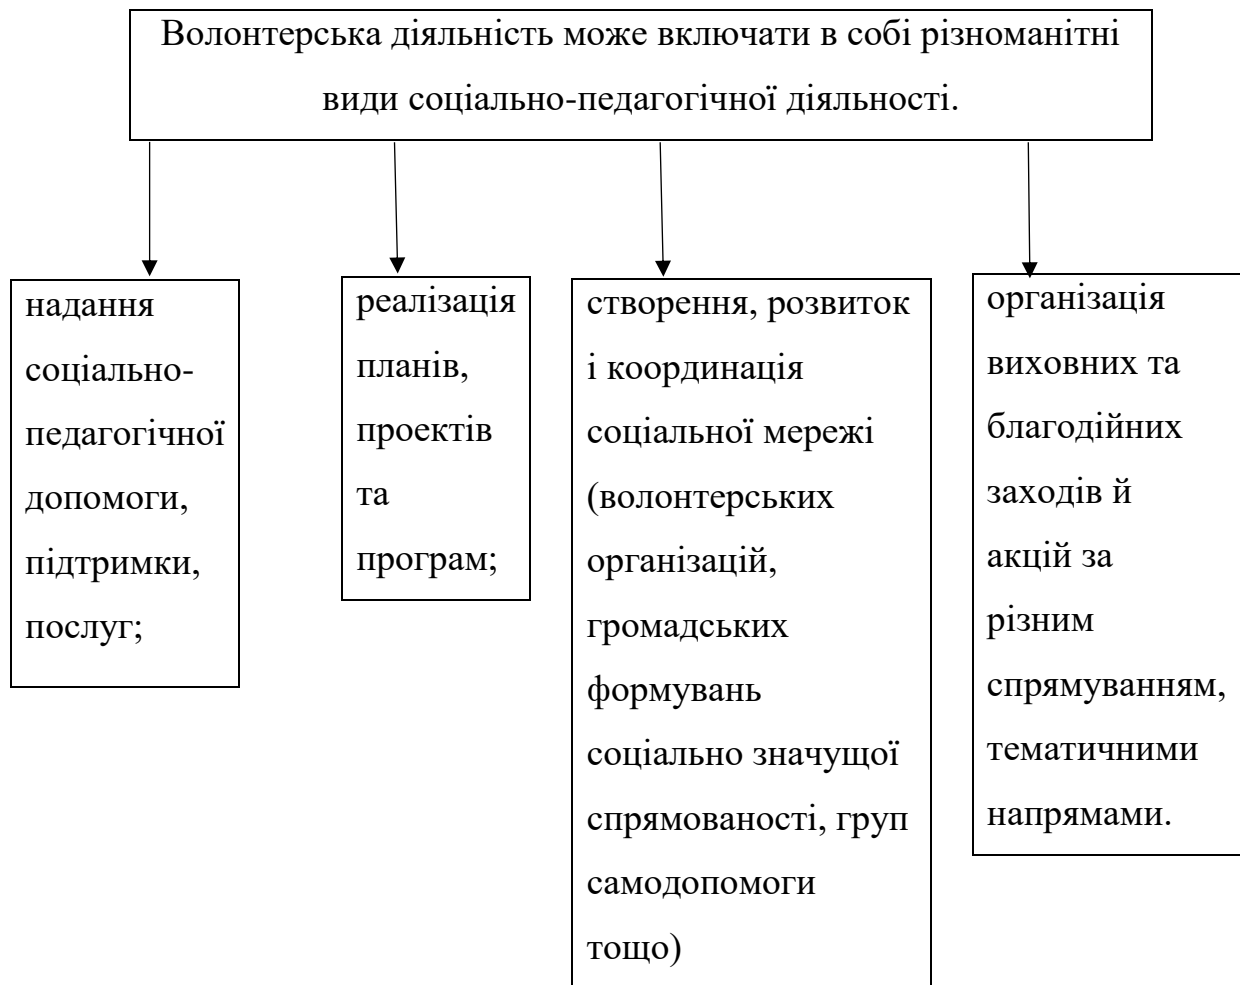 Волонтерська діяльність може включати в собі різноманітні
види соціально-педагогічної діяльності.
надання
соціально-
педагогічної
допомоги,
підтримки,
послуг;
реалізація
планів,
проектів
та
програм;
створення, розвиток
і координація
соціальної мережі
(волонтерських
організацій,
громадських
формувань
соціально значущої
спрямованості, груп
самодопомоги
тощо)
організація
виховних та
благодійних
заходів й
акцій за
різним
спрямуванням,
тематичними
напрямами.